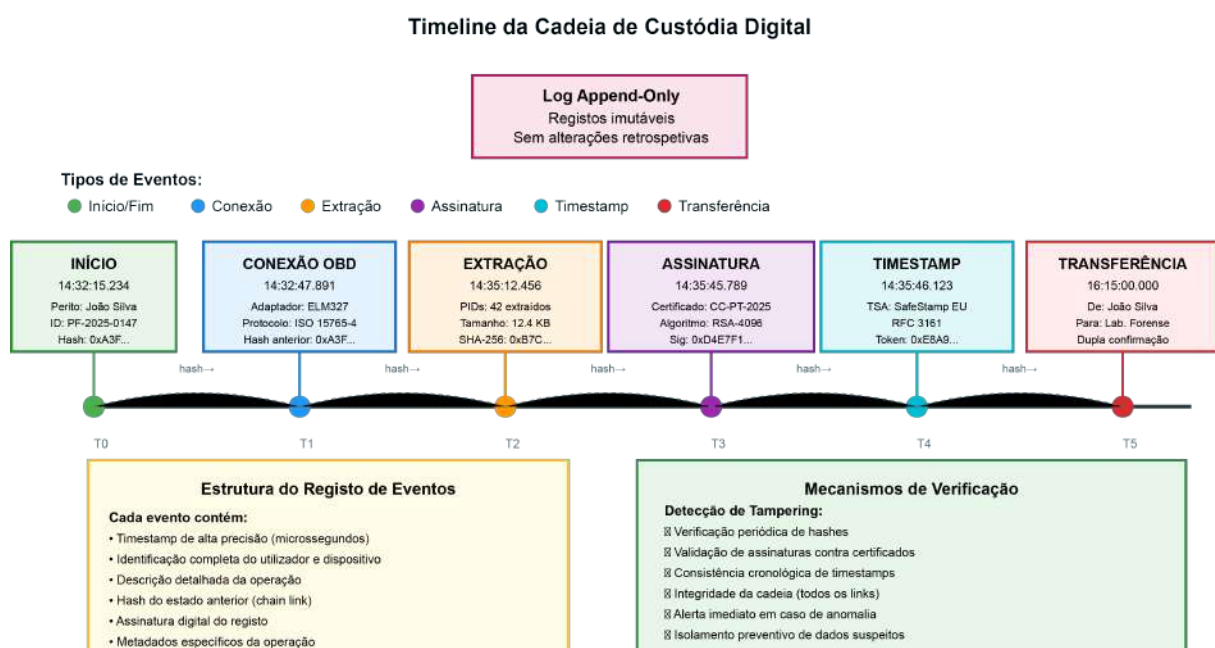 Timeline da Cadeia de Custódia Digital
Log Append-Only
Registos imutáveis
Sem alterações retrospetivas
Tipos de Eventos:
Início/Fim
Conexão
Extração
Assinatura
Timestamp
Transferência
INÍCIO
14:32:15.234
Perito: João Silva
ID: PF-2025-0147
Hash: 0xA3F...
CONEXÃO OBD
14:32:47.891
Adaptador: ELM327
Protocolo: ISO 15765-4
Hash anterior: 0xA3F...
EXTRAÇÃO
14:35:12.456
PIDs: 42 extraídos
Tamanho: 12.4 KB
SHA-256: 0xB7C...
ASSINATURA
14:35:45.789
Certificado: CC-PT-2025
Algoritmo: RSA-4096
Sig: 0xD4E7F1...
TIMESTAMP
14:35:46.123
TSA: SafeStamp EU
RFC 3161
Token: 0xE8A9...
TRANSFERÊNCIA
16:15:00.000
De: João Silva
Para: Lab. Forense
Dupla confirmação
hash→
hash→
hash→
hash→
hash→
T0
T1
T2
T3
T4
T5
Estrutura do Registo de Eventos
Cada evento contém:
• Timestamp de alta precisão (microssegundos)
• Identificação completa do utilizador e dispositivo
• Descrição detalhada da operação
• Hash do estado anterior (chain link)
• Assinatura digital do registo
• Metadados específicos da operação
Mecanismos de Verificação
Detecção de Tampering:
Verificação periódica de hashes
Validação de assinaturas contra certificados
Consistência cronológica de timestamps
Integridade da cadeia (todos os links)
Alerta imediato em caso de anomalia
Isolamento preventivo de dados suspeitos